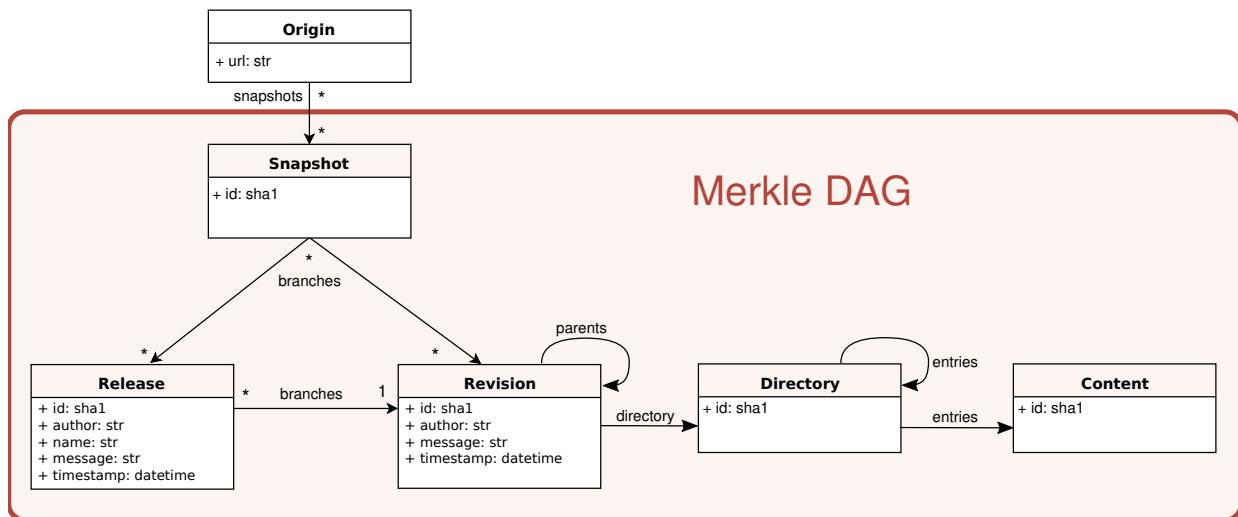 Origin
+ url: str
snapshots
*
*
Snapshot
+ id: sha1
Merkle DAG
*
branches
*
*
parents
entries
Release
+ id: sha1
+ author: str
+ name: str
+ message: str
+ timestamp: datetime
*
branches
1
Revision
+ id: sha1
+ author: str
+ message: str
+ timestamp: datetime
directory
Directory
+ id: sha1
entries
Content
+ id: sha1